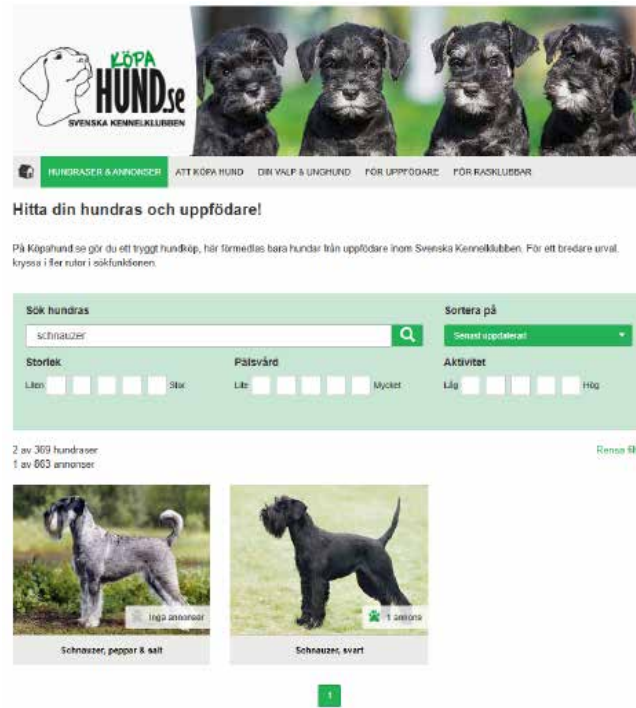 KÖPA
HUND.se
SVENSKA KENNELKLUBBEN
HUNDRASER & ANNONSER ATT KÖPA HUND DIN VALP & UNGHUND FÖR UPPFÖDARE FÖR RASKLUBBAR
Hitta din hundras och uppfödare!
På Köpahund.se gör du ett tryggt hundköp, här förmedlas bara hundar från uppfödare inom Svenska Kennelklubben. För ett bredare urval,
kryssa i fler rutor i sökfunktionen.
Sök hundras Sortera på
schnauzer Senast uppdaterat
Storlek Pälsvård Aktivitet
Liten Stor Lite Mycket Låg Hög
2 av 369 hundraser Rensa filt
1 av 663 annonser
Inga annonser 1 annons
Schnauzer, peppar & salt Schnauzer, svart
1